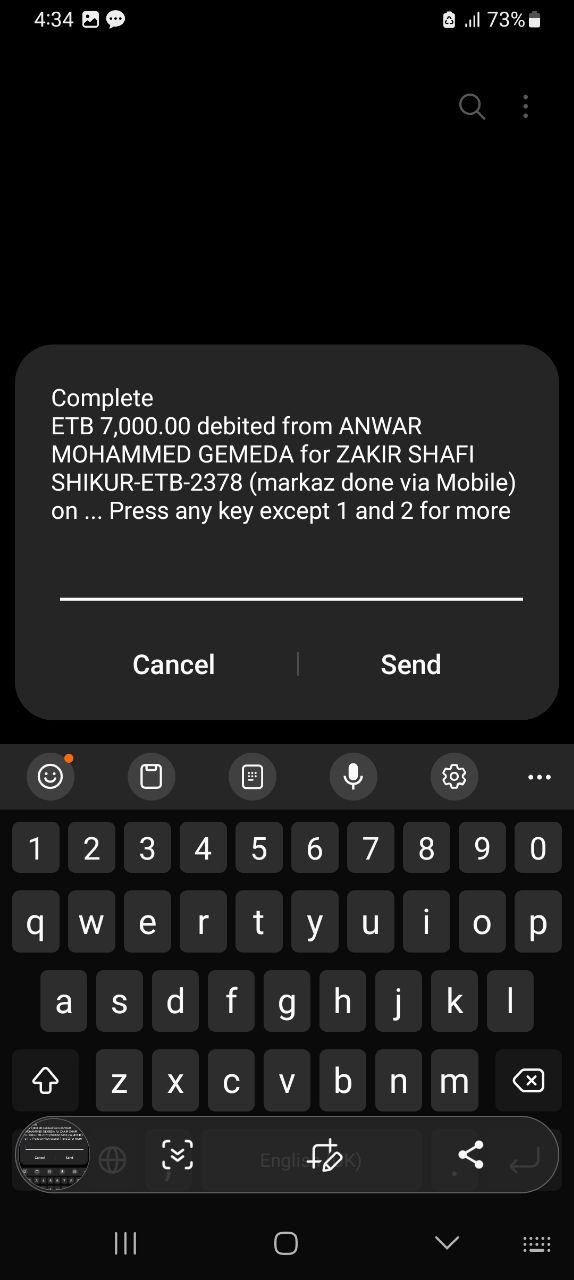 4:34 73%
Complete
ETB 7,000.00 debited from ANWAR
MOHAMMED GEMEDA for ZAKIR SHAFI
SHIKUR-ETB-2378 (markaz done via Mobile)
on ... Press any key except 1 and 2 for more
Cancel Send
1 2 3 4 5 6 7 8 9 0
q w e r t y u i o p
a s d f g h j k l
z x c v b n m